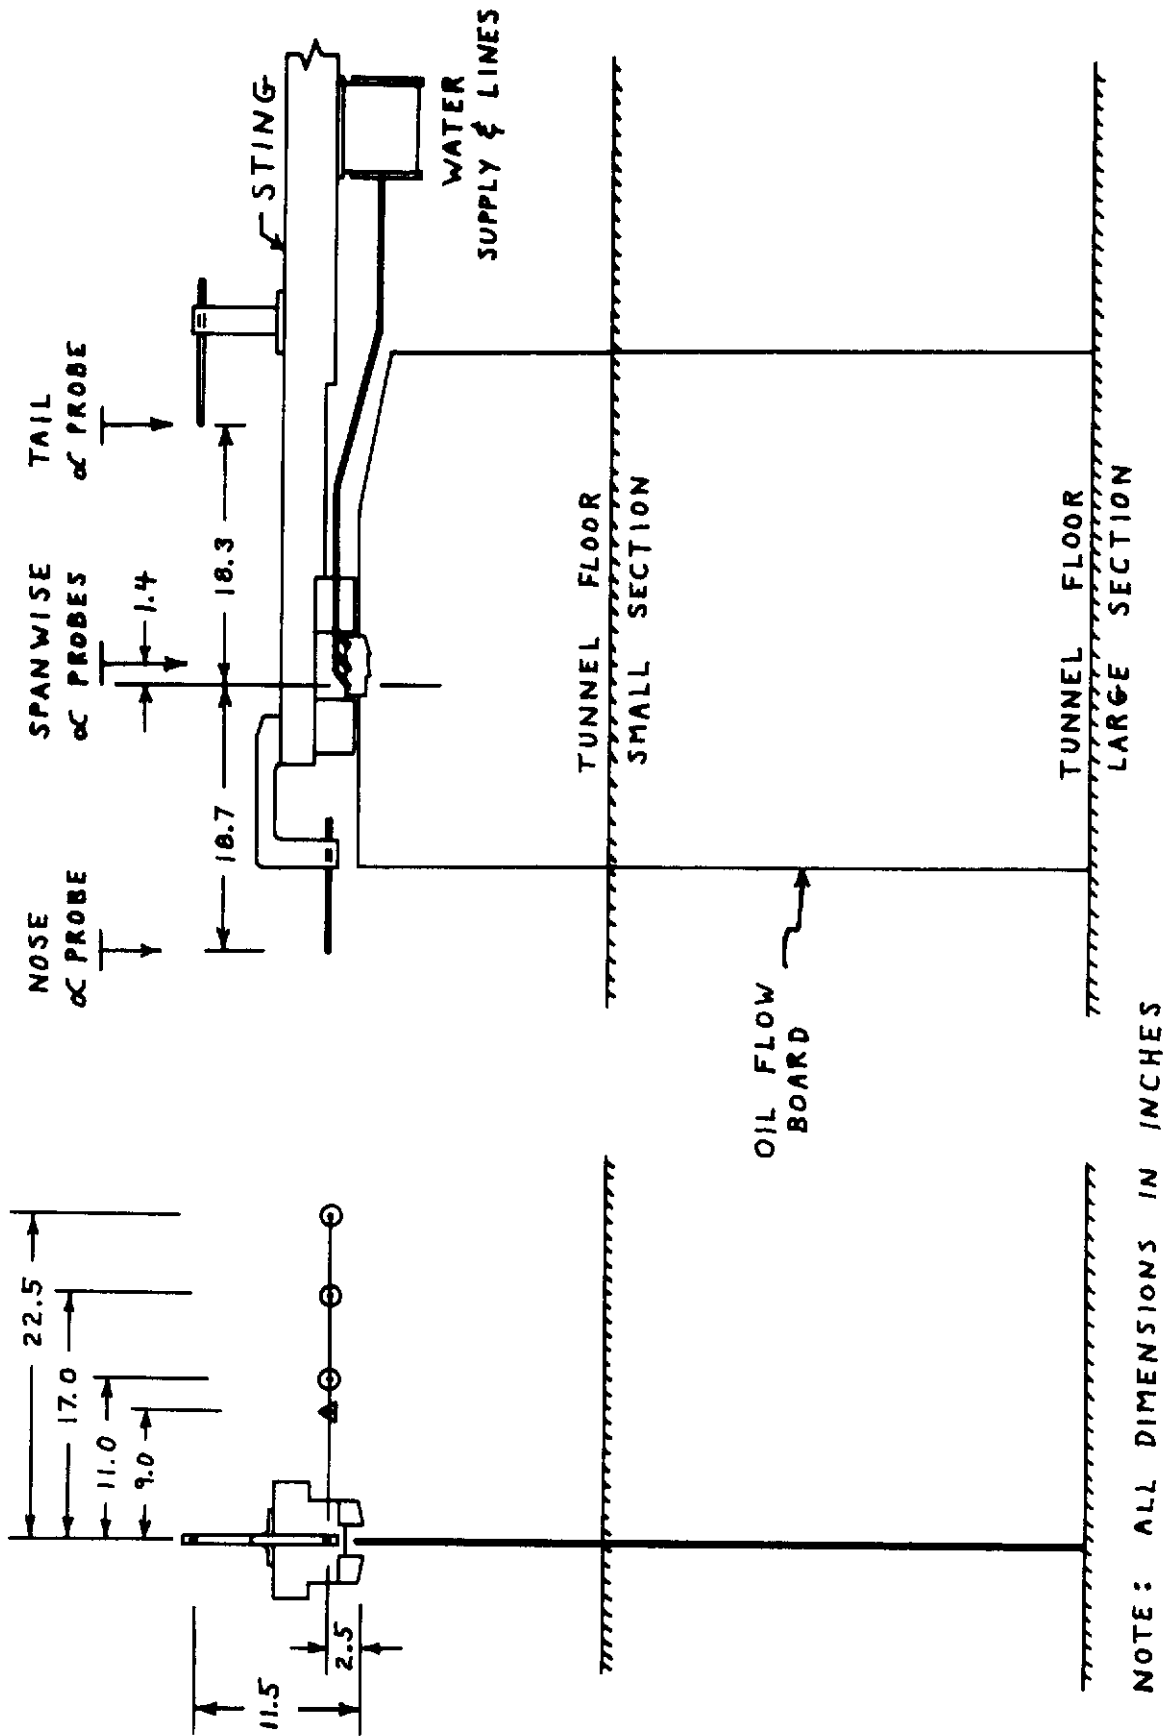 NOSE
∝ PROBE
SPANWISE
∝ PROBES
TAIL
∝ PROBE
1.4
18.7
18.3
STING
WATER
SUPPLY & LINES
TUNNEL FLOOR
SMALL SECTION
TUNNEL FLOOR
LARGE SECTION
OIL FLOW
BOARD
22.5
17.0
11.0
9.0
11.5
2.5
NOTE: ALL DIMENSIONS IN INCHES